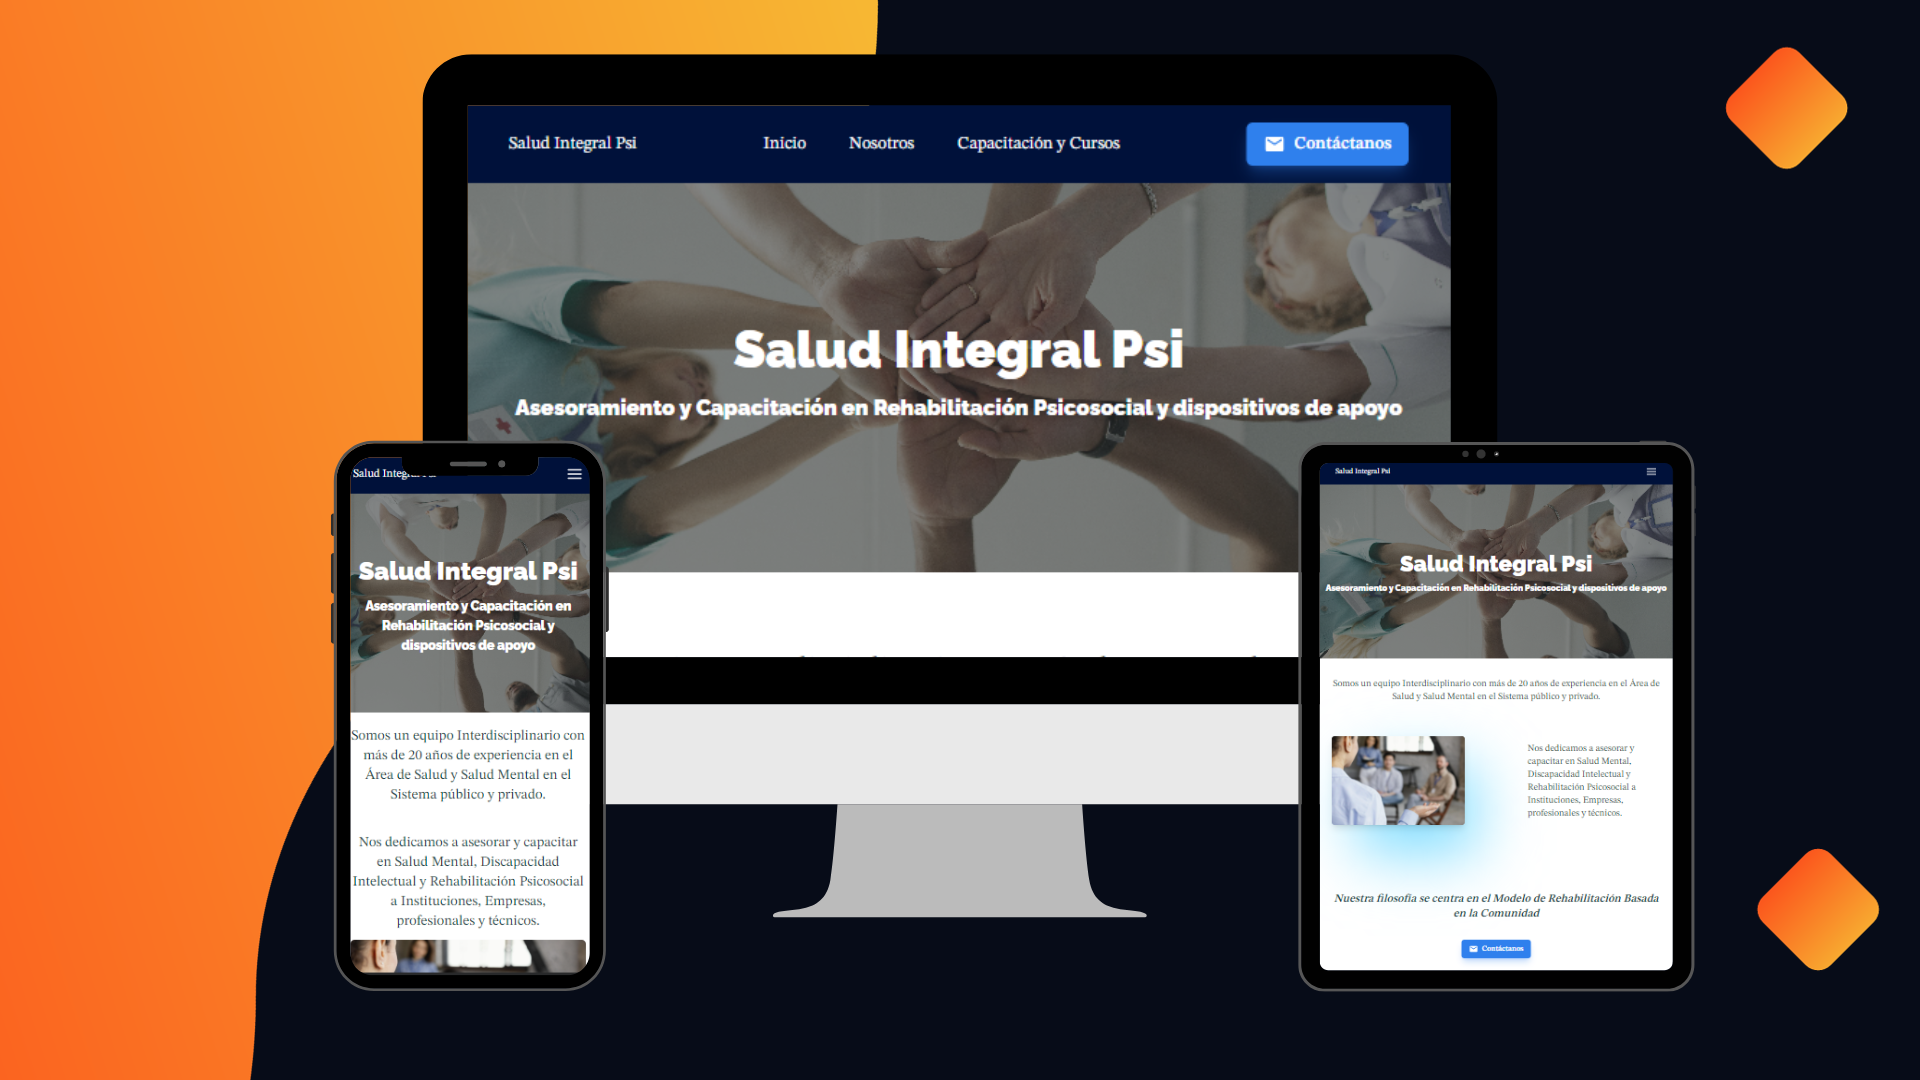 Salud Integral Psi
Inicio
Nosotros
Capacitación y Cursos
Contáctanos
Salud Integral Psi
Asesoramiento y Capacitación en Rehabilitación Psicosocial y dispositivos de apoyo
Salud Integral Psi
Salud Integral Psi
Asesoramiento y Capacitación en
Rehabilitación Psicosocial y
dispositivos de apoyo
Somos un equipo Interdisciplinario con
más de 20 años de experiencia en el
Área de Salud y Salud Mental en el
Sistema público y privado.
Nos dedicamos a asesorar y capacitar
en Salud Mental, Discapacidad
Intelectual y Rehabilitación Psicosocial
a Instituciones, Empresas,
profesionales y técnicos.
Salud Integral Psi
Salud Integral Psi
Asesoramiento y Capacitación en Rehabilitación Psicosocial y dispositivos de apoyo
Somos un equipo Interdisciplinario con más de 20 años de experiencia en el Área de
Salud y Salud Mental en el Sistema público y privado.
Nos dedicamos a asesorar y
capacitar en Salud Mental,
Discapacidad Intelectual y
Rehabilitación Psicosocial a
Instituciones, Empresas,
profesionales y técnicos.
Nuestra filosofía se centra en el Modelo de Rehabilitación Basada
en la Comunidad
Contáctanos